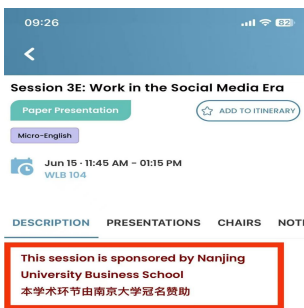 09:26
82
Session 3E: Work in the Social Media Era
Paper Presentation
ADD TO ITINERARY
Micro-English
Jun 15 · 11:45 AM – 01:15 PM
WLB 104
DESCRIPTION PRESENTATIONS CHAIRS NOTI
This session is sponsored by Nanjing
University Business School
本学术环节由南京大学冠名赞助